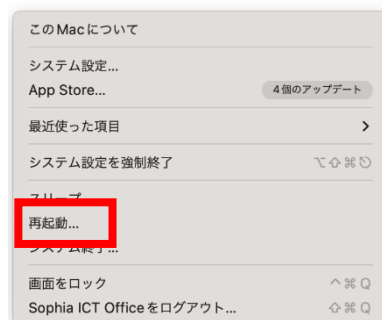 このMacについて
システム設定...
App Store... 4個のアップデート
最近使った項目 >
システム設定を強制終了 ⌥⇧⌘⎋
スリープ
再起動...
システム終了...
画面をロック ^⌘Q
Sophia ICT Officeをログアウト... ⇧⌘Q